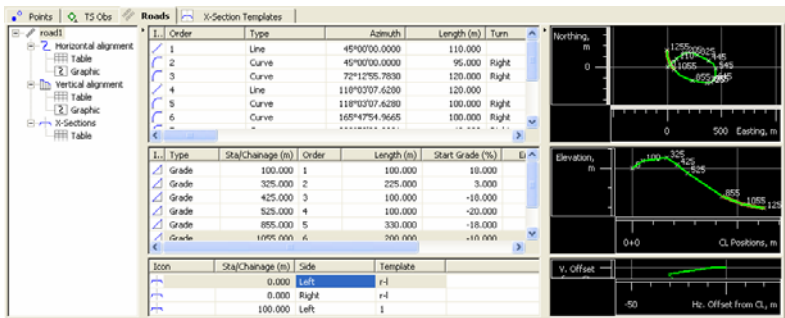 Points TS Obs Roads X-Section Templates
road1
Horizontal alignment
Table
Graphic
Vertical alignment
Table
Graphic
X-Sections
Table
I.. Order Type Azimuth Length (m) Turn
1 Line 45°00'00.0000 110.000
2 Curve 45°00'00.0000 95.000 Right
3 Curve 72°12'55.7830 120.000 Right
4 Line 118°03'07.6280 120.000
5 Curve 118°03'07.6280 100.000 Right
6 Curve 165°47'54.9665 100.000 Right
I.. Type Sta/Chainage (m) Order Length (m) Start Grade (%)
Grade 100.000 1 100.000 18.000
Grade 325.000 2 225.000 3.000
Grade 425.000 3 100.000 -10.000
Grade 525.000 4 100.000 -20.000
Grade 855.000 5 330.000 -18.000
Grade 1055.000 6 200.000 -10.000
Icon Sta/Chainage (m) Side Template
0.000 Left r-l
0.000 Right r-l
100.000 Left 1
Northing,
m
0
0 500 Easting, m
Elevation,
m
0+0 CL Positions, m
V. Offset
-50 Hz. Offset from CL, m